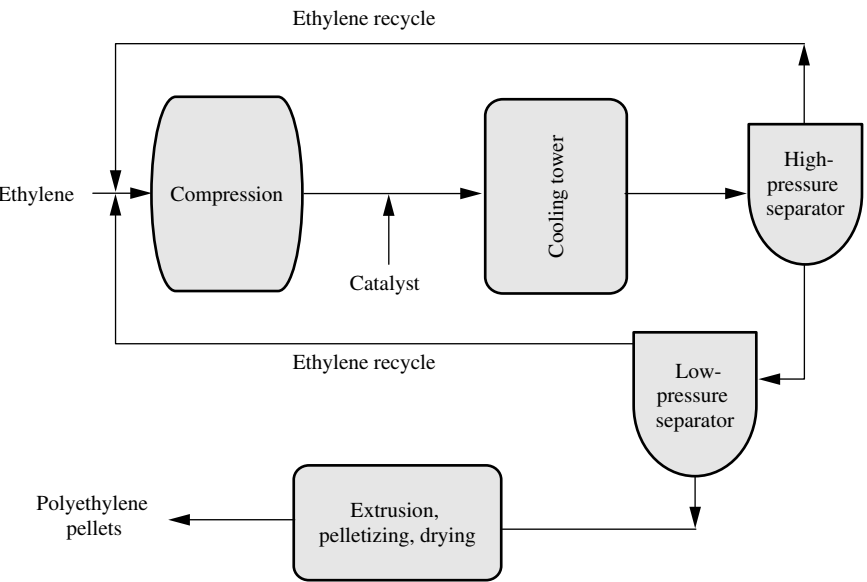 Ethylene recycle
Ethylene
Compression
Catalyst
Cooling tower
High-
pressure
separator
Ethylene recycle
Low-
pressure
separator
Polyethylene
pellets
Extrusion,
pelletizing, drying